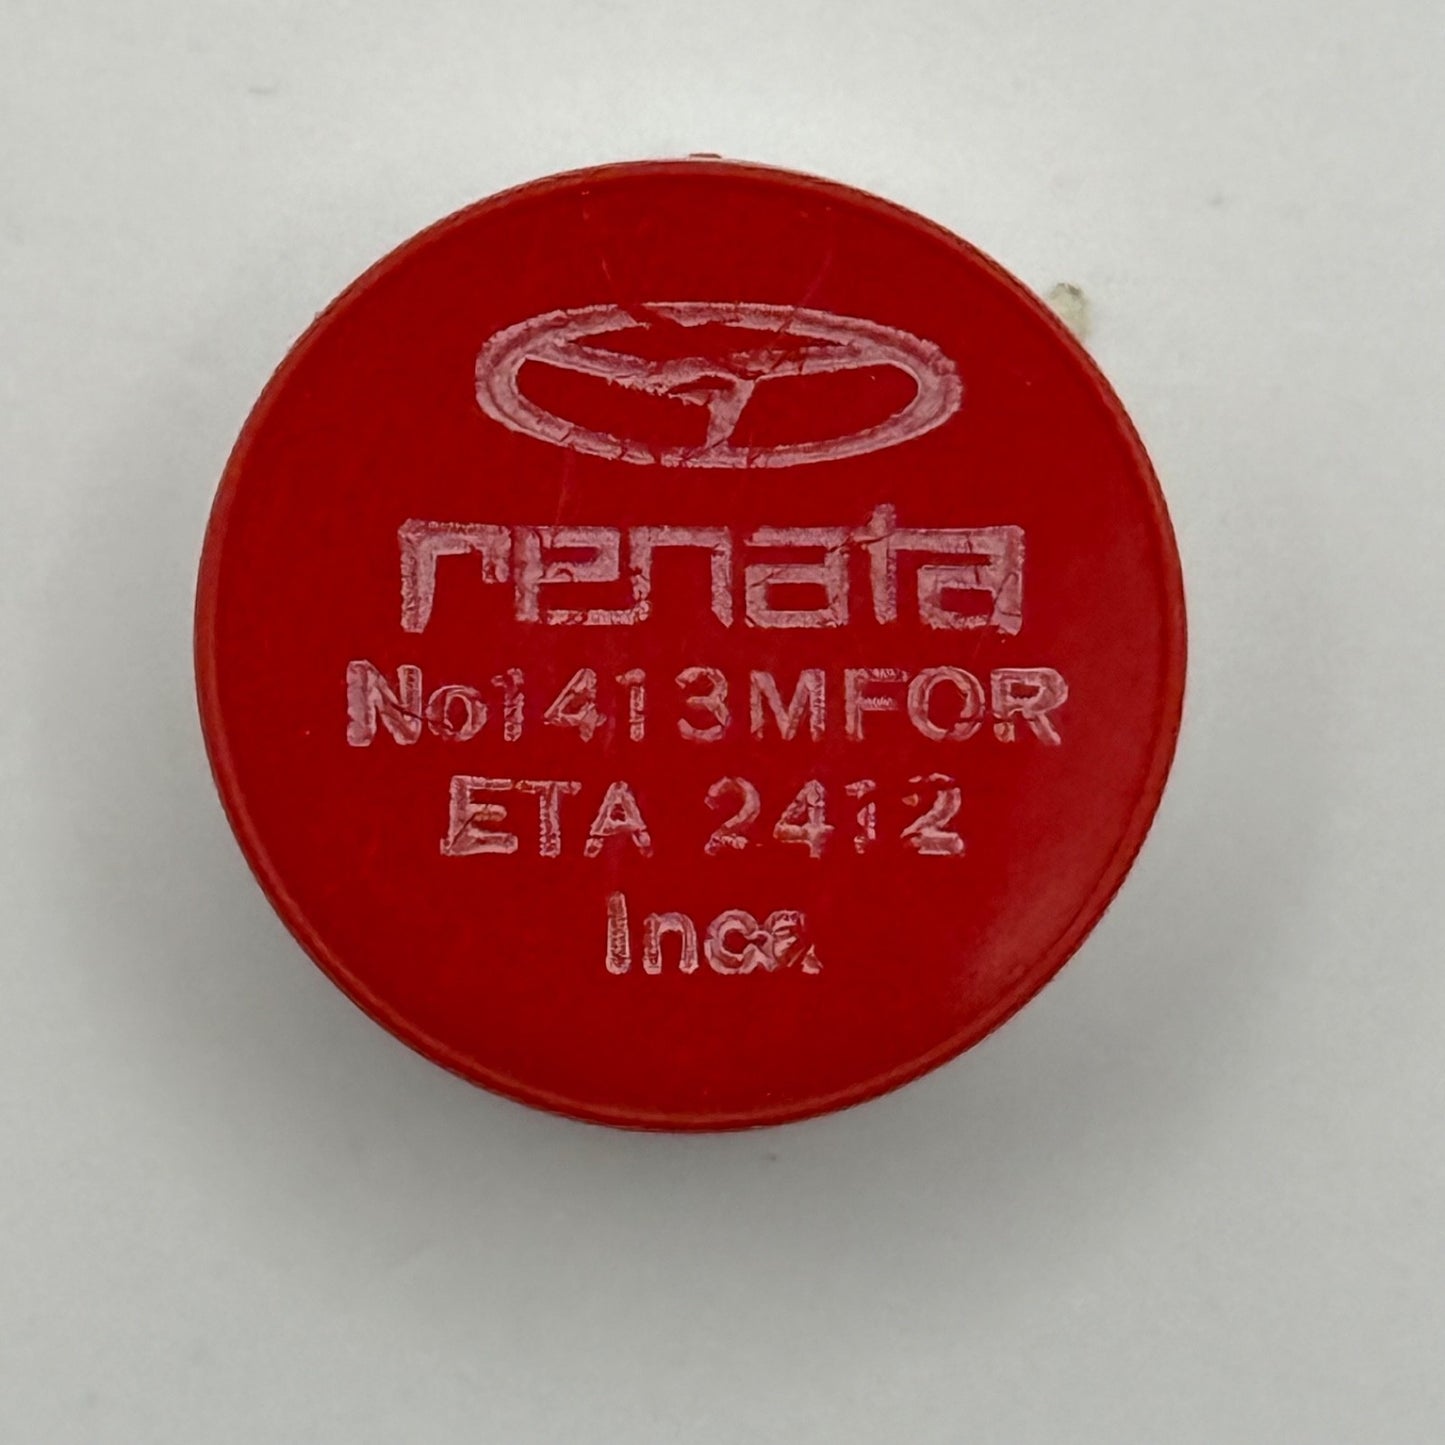 renata
No1413MFOR
ETA 2412
Inca